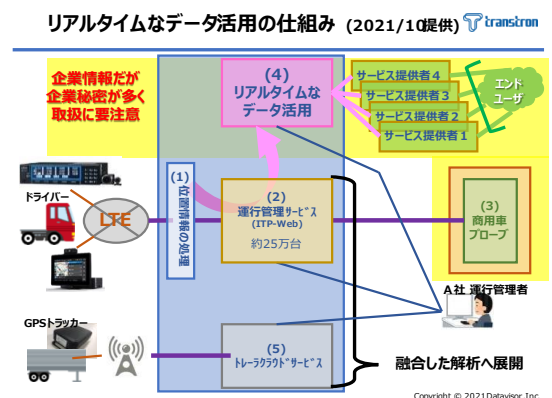 リアルタイムなデータ活用の仕組み (2021/10提供) transtron
企業情報だが
企業秘密が多く
取扱に要注意
(4)
リアルタイムな
データ活用
サービス提供者４
サービス提供者３
サービス提供者２
サービス提供者１
エンド
ユーザ
ドライバー
LTE
(1)
位置情報の処理
(2)
運行管理ｻｰﾋﾞｽ
(ITP-Web)
約25万台
(3)
商用車
プローブ
A社 運行管理者
GPSトラッカー
(5)
ﾄﾚｰﾗｸﾗｳﾄﾞｻｰﾋﾞｽ
融合した解析へ展開
Copyright © 2021Datavisor Inc